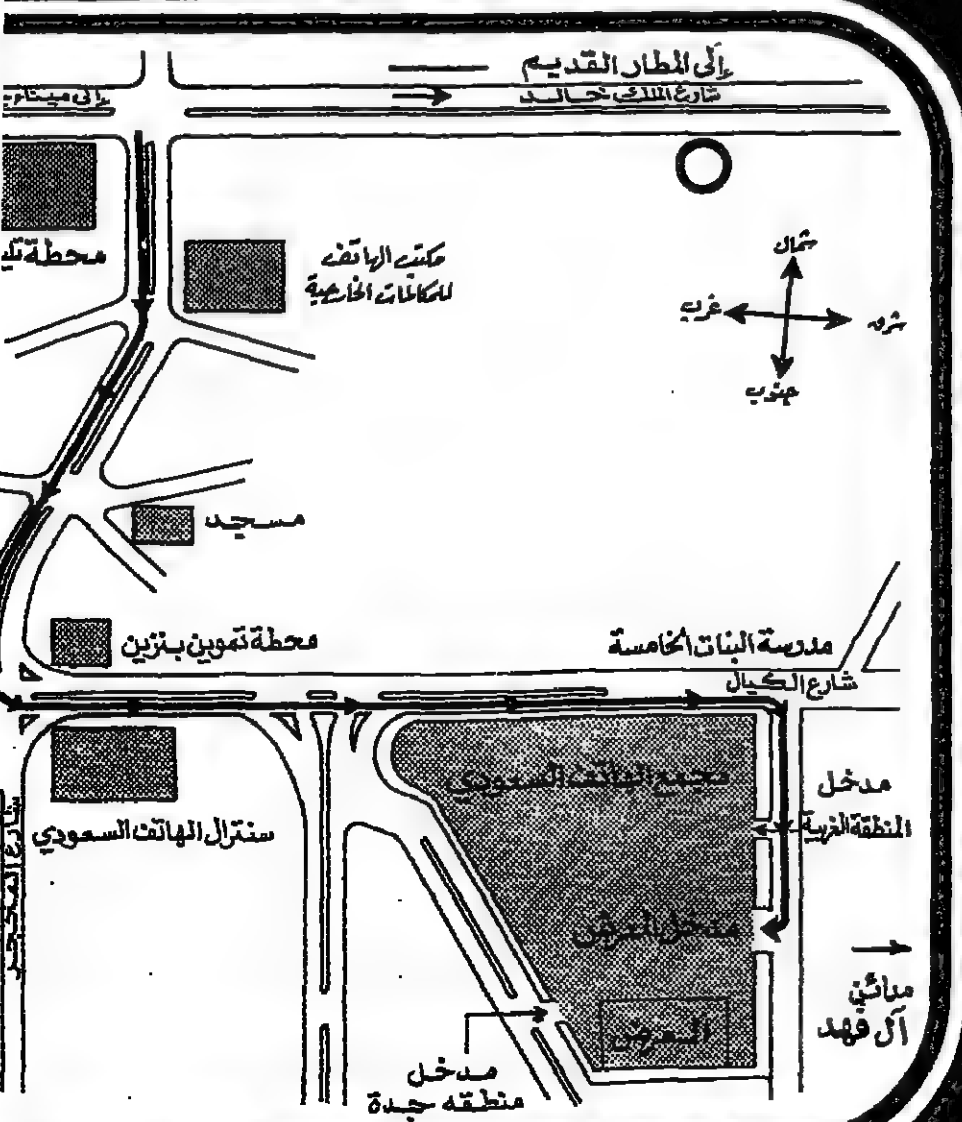 إلى المطار القديم
شارع الملك خالد
إلى ميناء
محطة
مكتب الهاتف
للمكالمات الخارجية
شمال
غرب
شرق
جنوب
مسجد
محطة تموين بنزين
مدرسة البنات الخامسة
شارع الكيال
مجمع الهاتف السعودي
مدخل
المنطقة الغربية
سنترال الهاتف السعودي
شارع
مدخل المعرض
مدائن
آل فهد
المعرض
مدخل
منطقه جدة